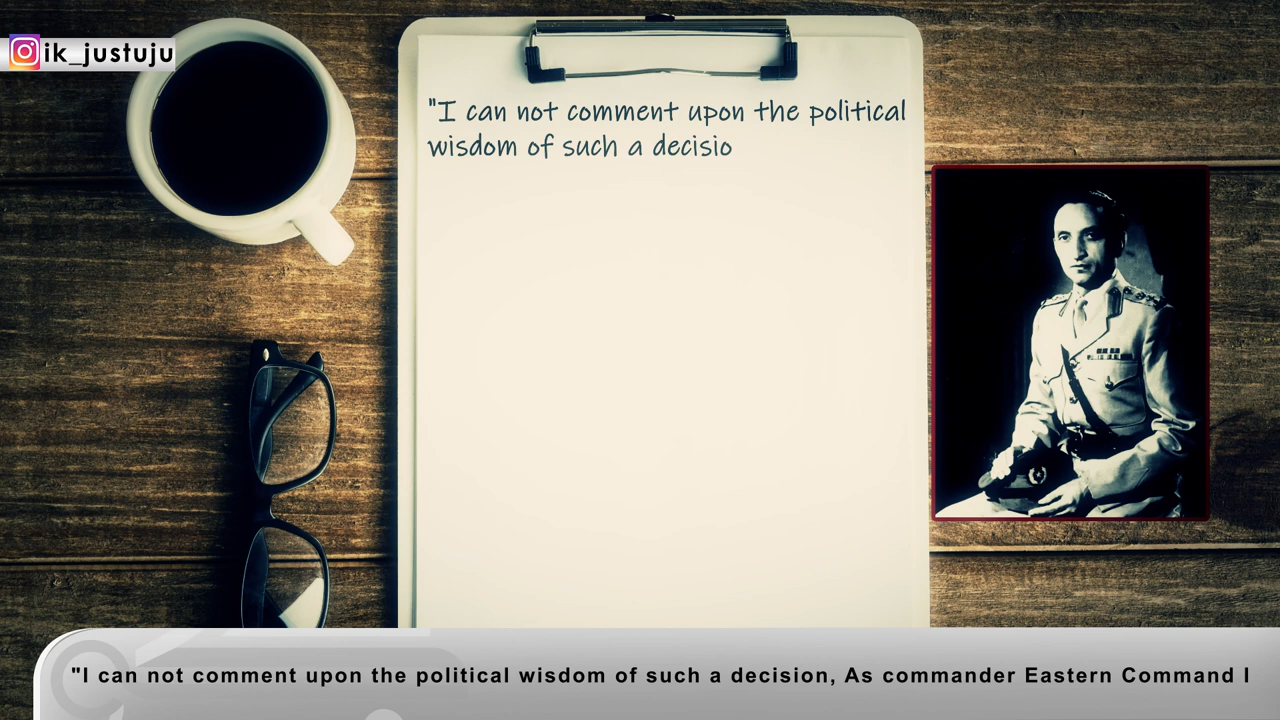 ik_justuju
"I can not comment upon the political
wisdom of such a decisio
"I can not comment upon the political wisdom of such a decision, As commander Eastern Command I